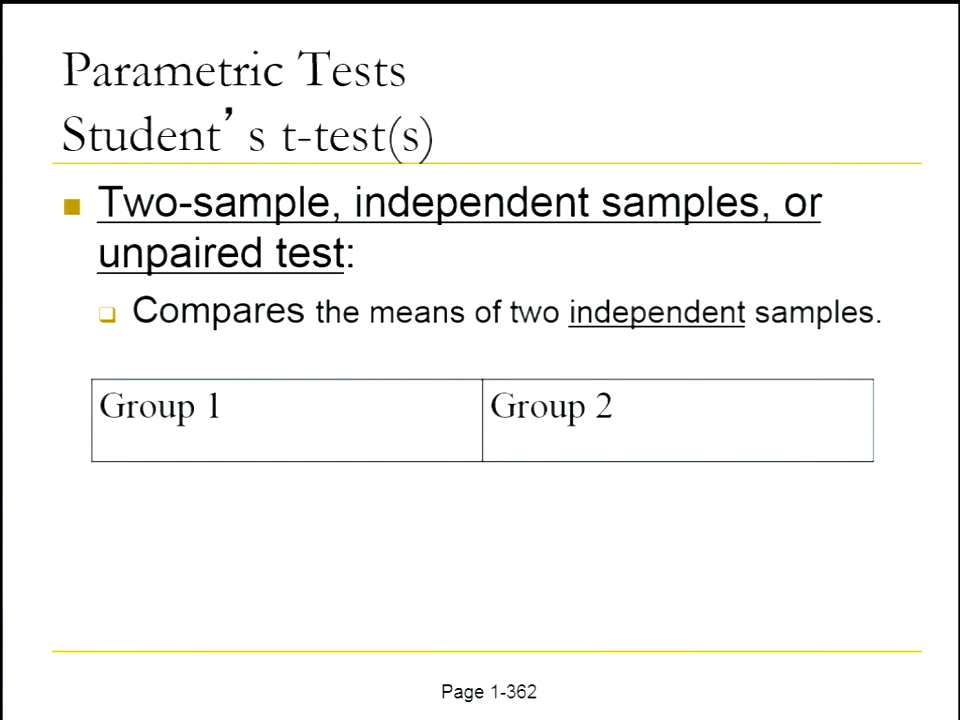 Parametric Tests
Student’s t-test(s)
Two-sample, independent samples, or
unpaired test:
Compares the means of two independent samples.
Group 1 Group 2
Page 1-362